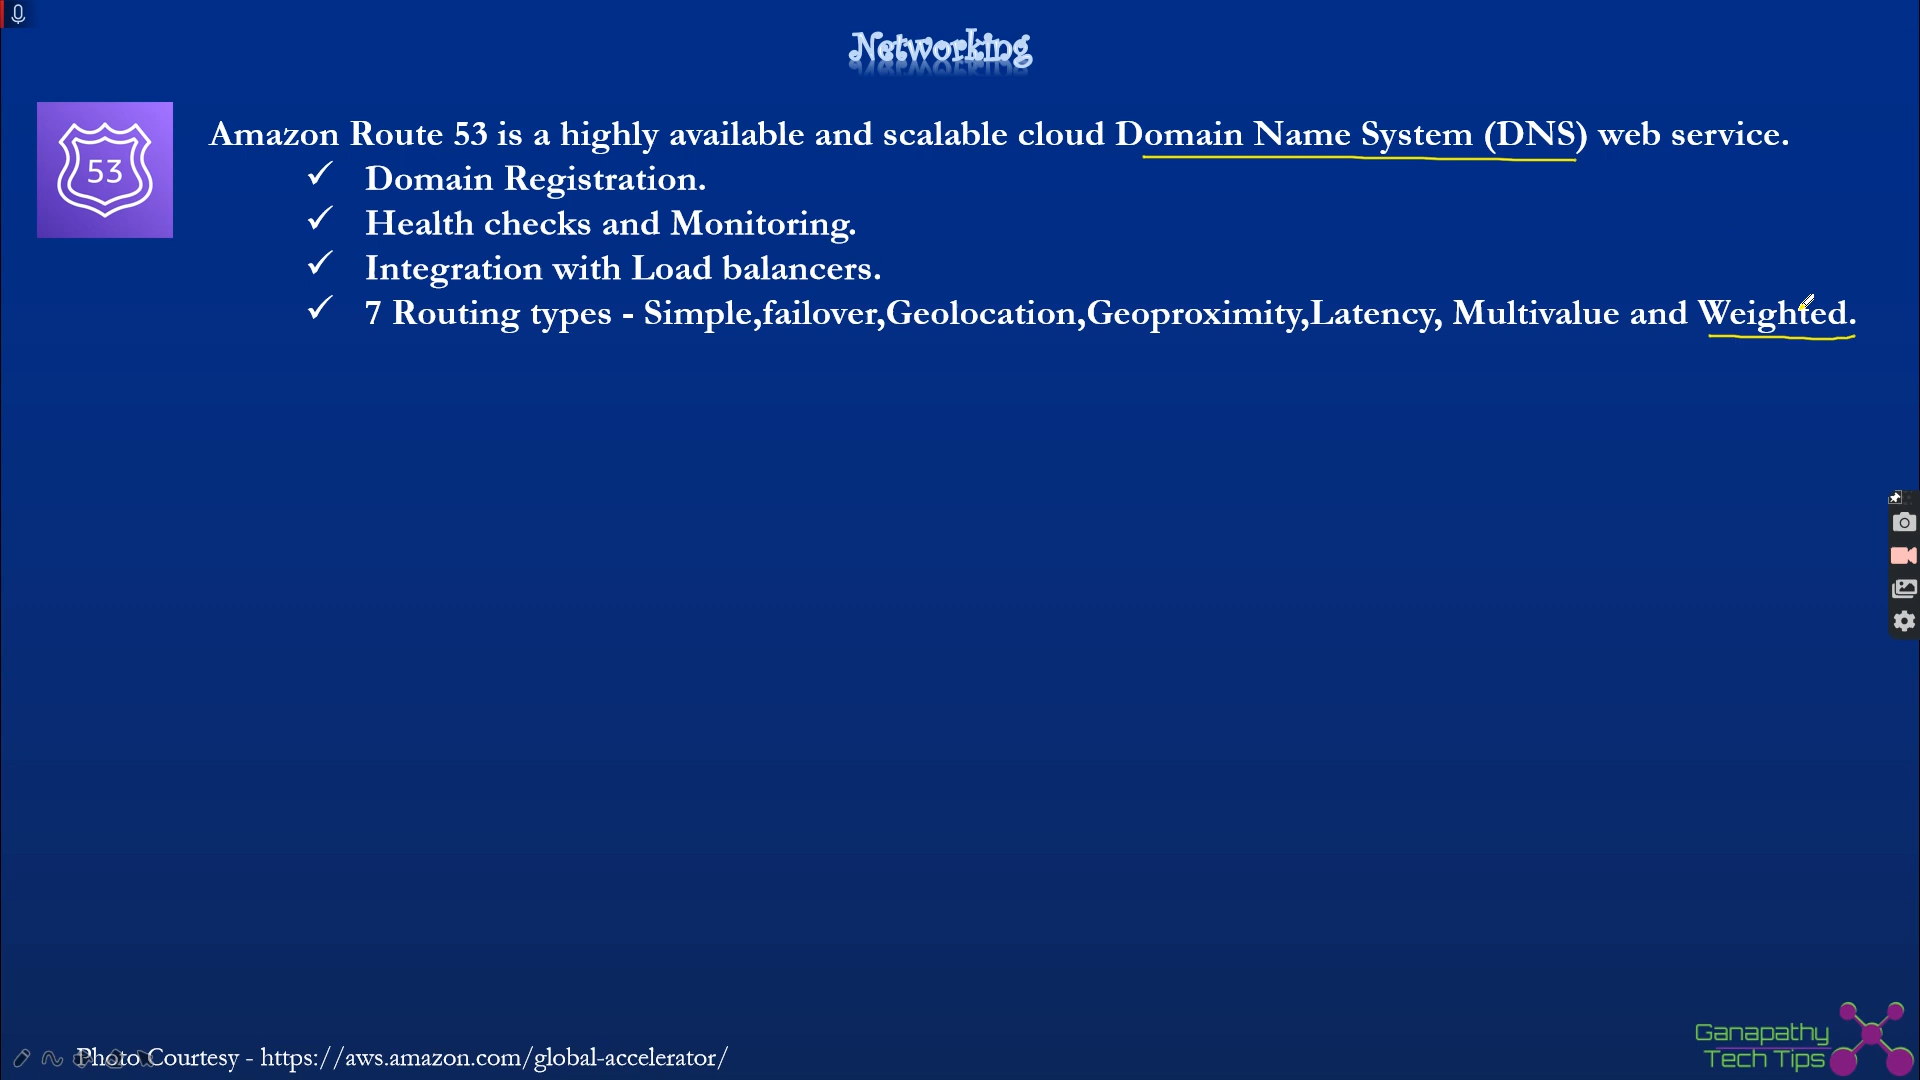 Networking
53
Amazon Route 53 is a highly available and scalable cloud Domain Name System (DNS) web service.
✓ Domain Registration.
✓ Health checks and Monitoring.
✓ Integration with Load balancers.
✓ 7 Routing types - Simple,failover,Geolocation,Geoproximity,Latency, Multivalue and Weighted.
Photo Courtesy - https://aws.amazon.com/global-accelerator/
Ganapathy
Tech Tips